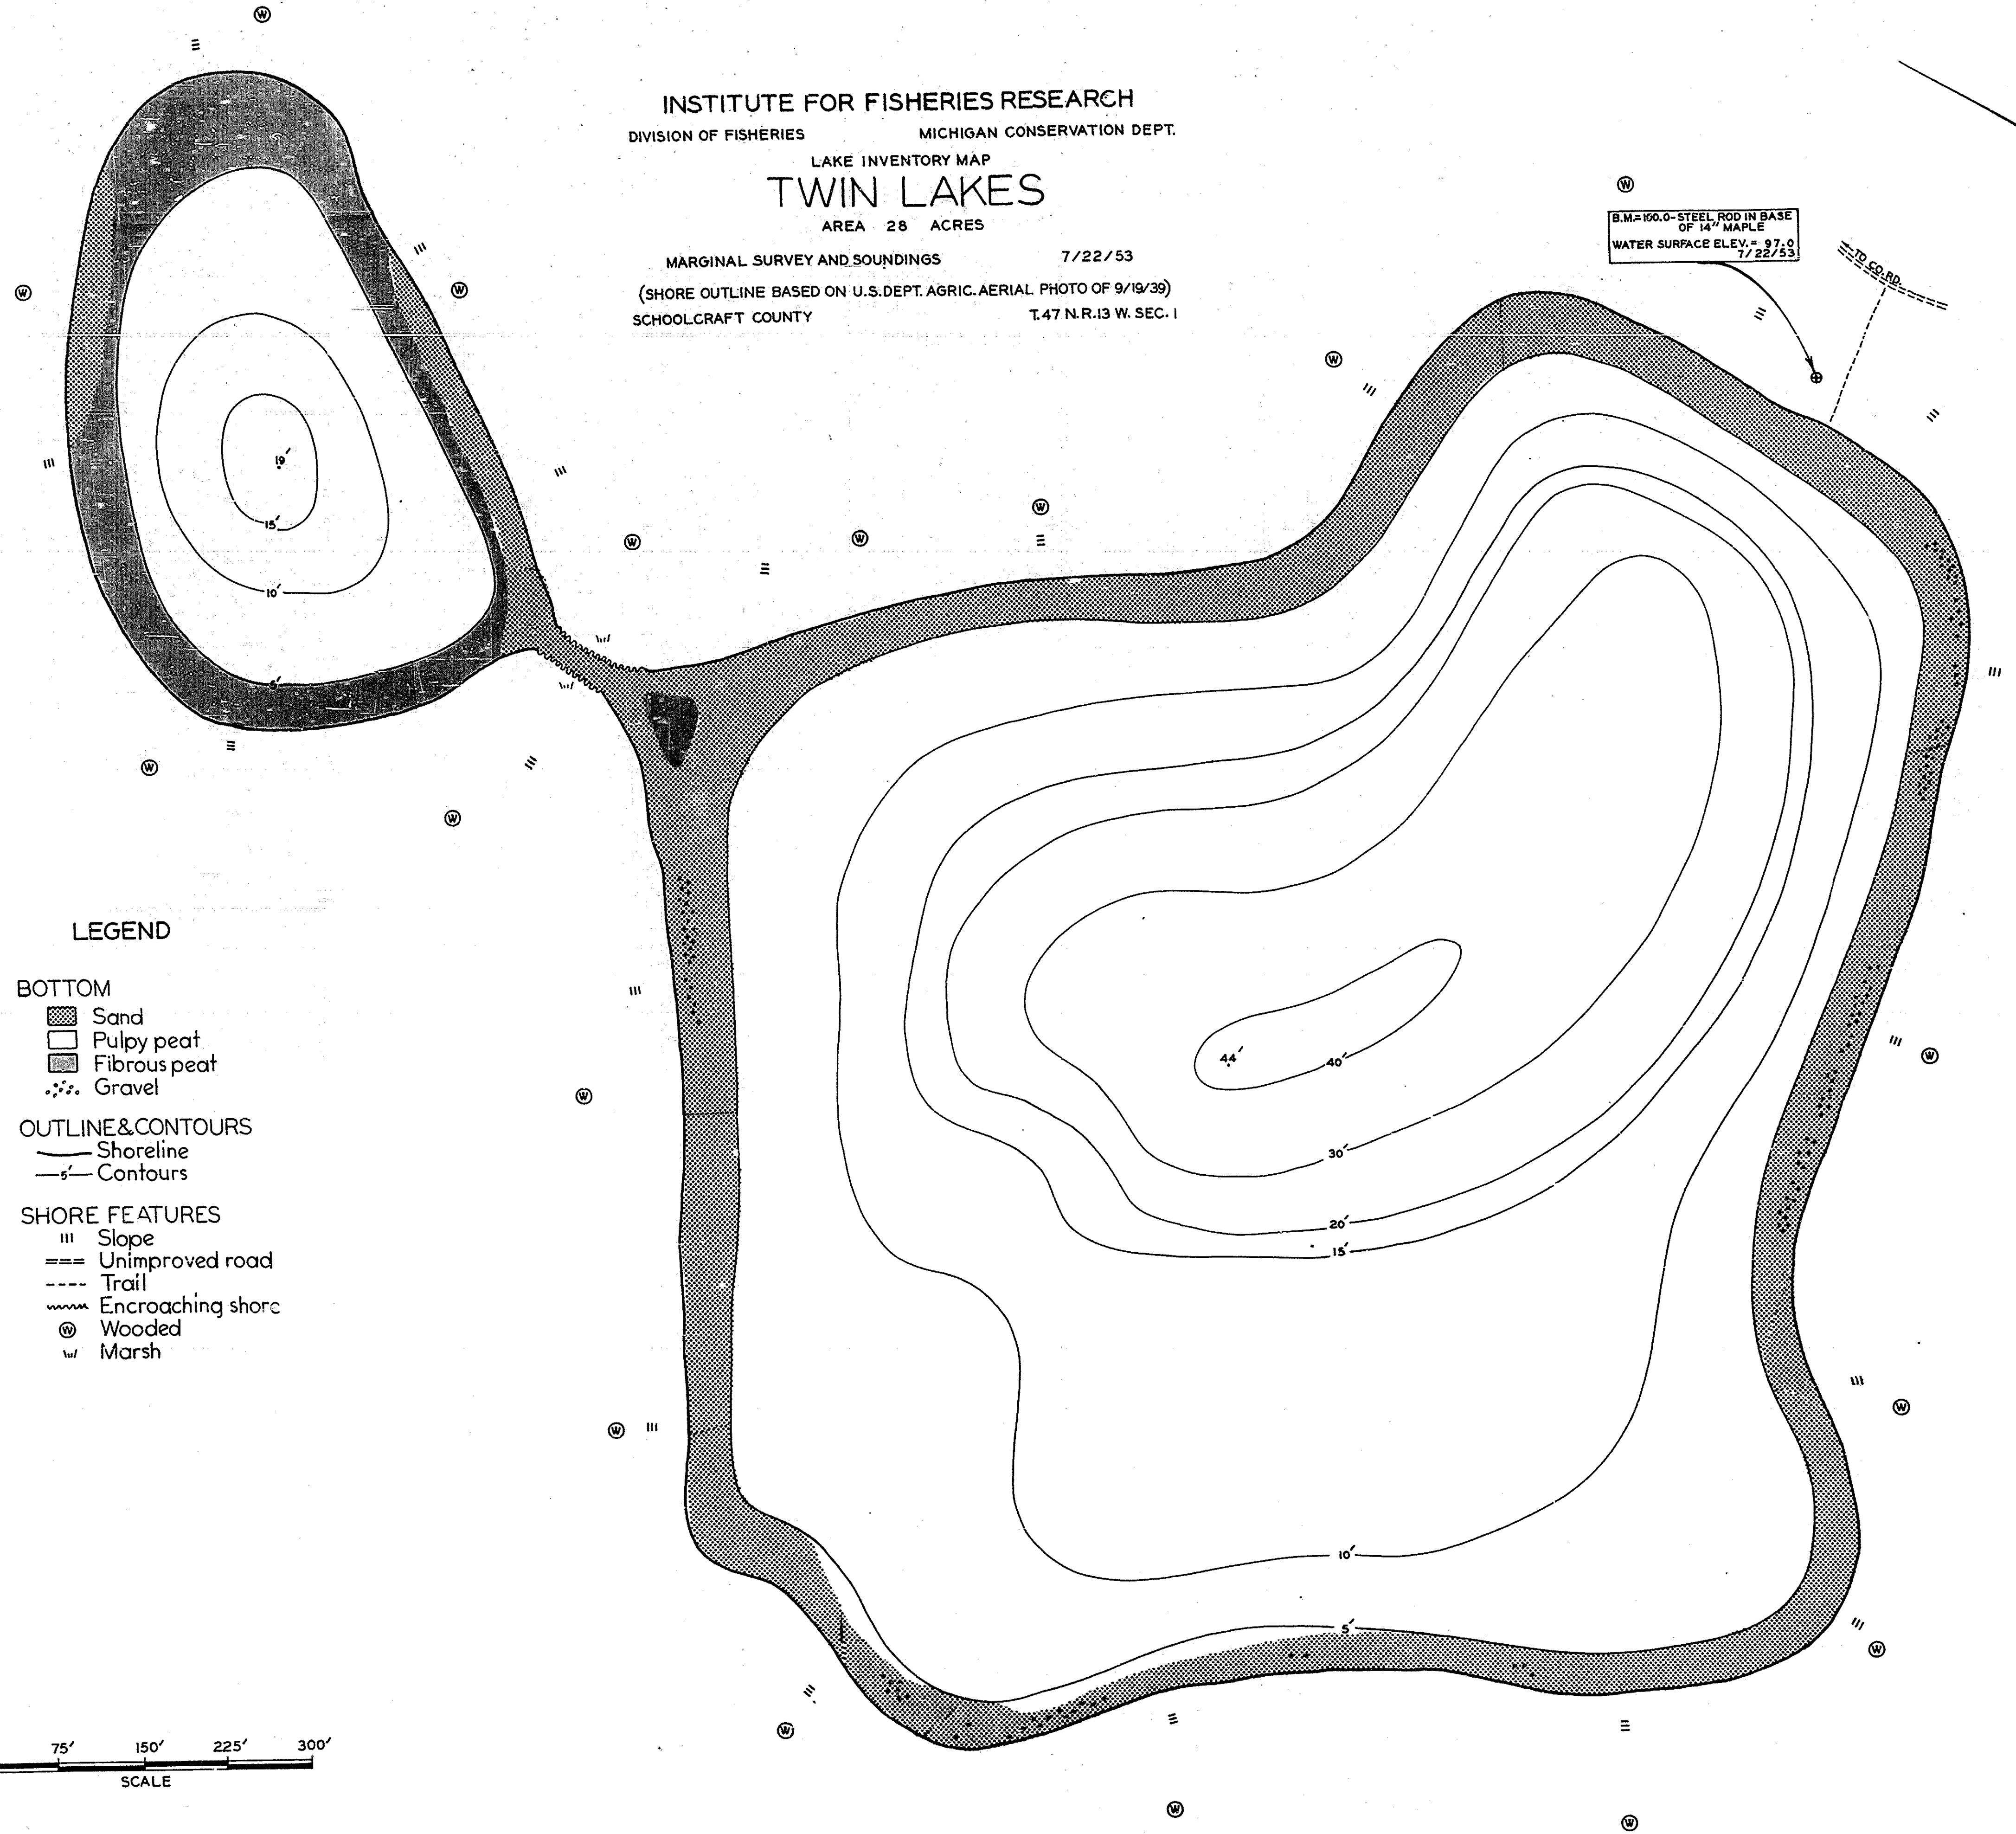 INSTITUTE FOR FISHERIES RESEARCH
DIVISION OF FISHERIES MICHIGAN CONSERVATION DEPT.
LAKE INVENTORY MAP
TWIN LAKES
AREA 28 ACRES
MARGINAL SURVEY AND SOUNDINGS 7/22/53
(SHORE OUTLINE BASED ON U.S. DEPT. AGRIC. AERIAL PHOTO OF 9/19/39)
SCHOOLCRAFT COUNTY T.47 N.R.13 W. SEC. 1
B.M.=100.0-STEEL ROD IN BASE
OF 14" MAPLE
WATER SURFACE ELEV.= 97.0
7/22/53
TO CO. RD.
19'
15'
10'
5'
44'
40'
30'
20'
15'
10'
5'
LEGEND
BOTTOM
Sand
Pulpy peat
Fibrous peat
Gravel
OUTLINE&CONTOURS
Shoreline
5' Contours
SHORE FEATURES
Slope
Unimproved road
Trail
Encroaching shore
W Wooded
Marsh
75' 150' 225' 300'
SCALE